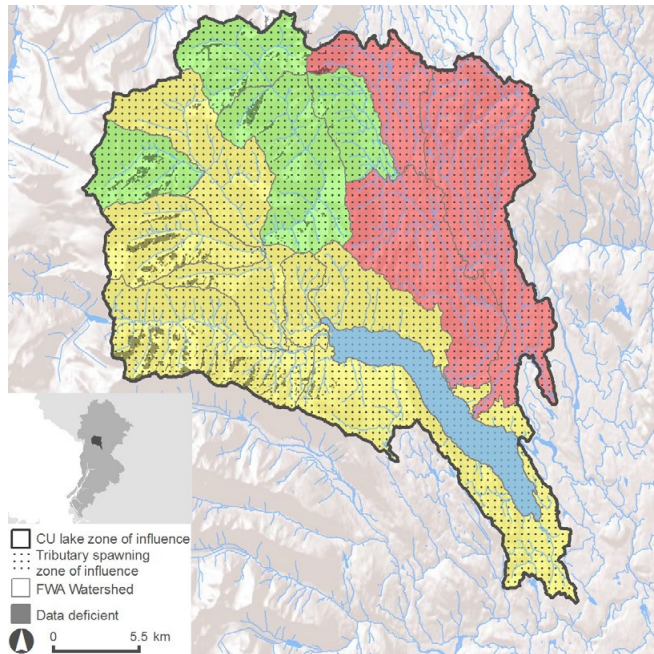 CU lake zone of influence
Tributary spawning
zone of influence
FWA Watershed
Data deficient
0 5.5 km